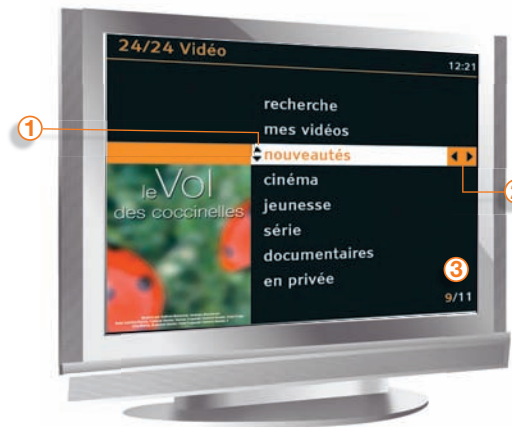 24/24 Vidéo
12:21
recherche
mes vidéos
1
nouveautés
cinéma
le Vol
des coccinelles
jeunesse
série
documentaires
en privée
3
9/11